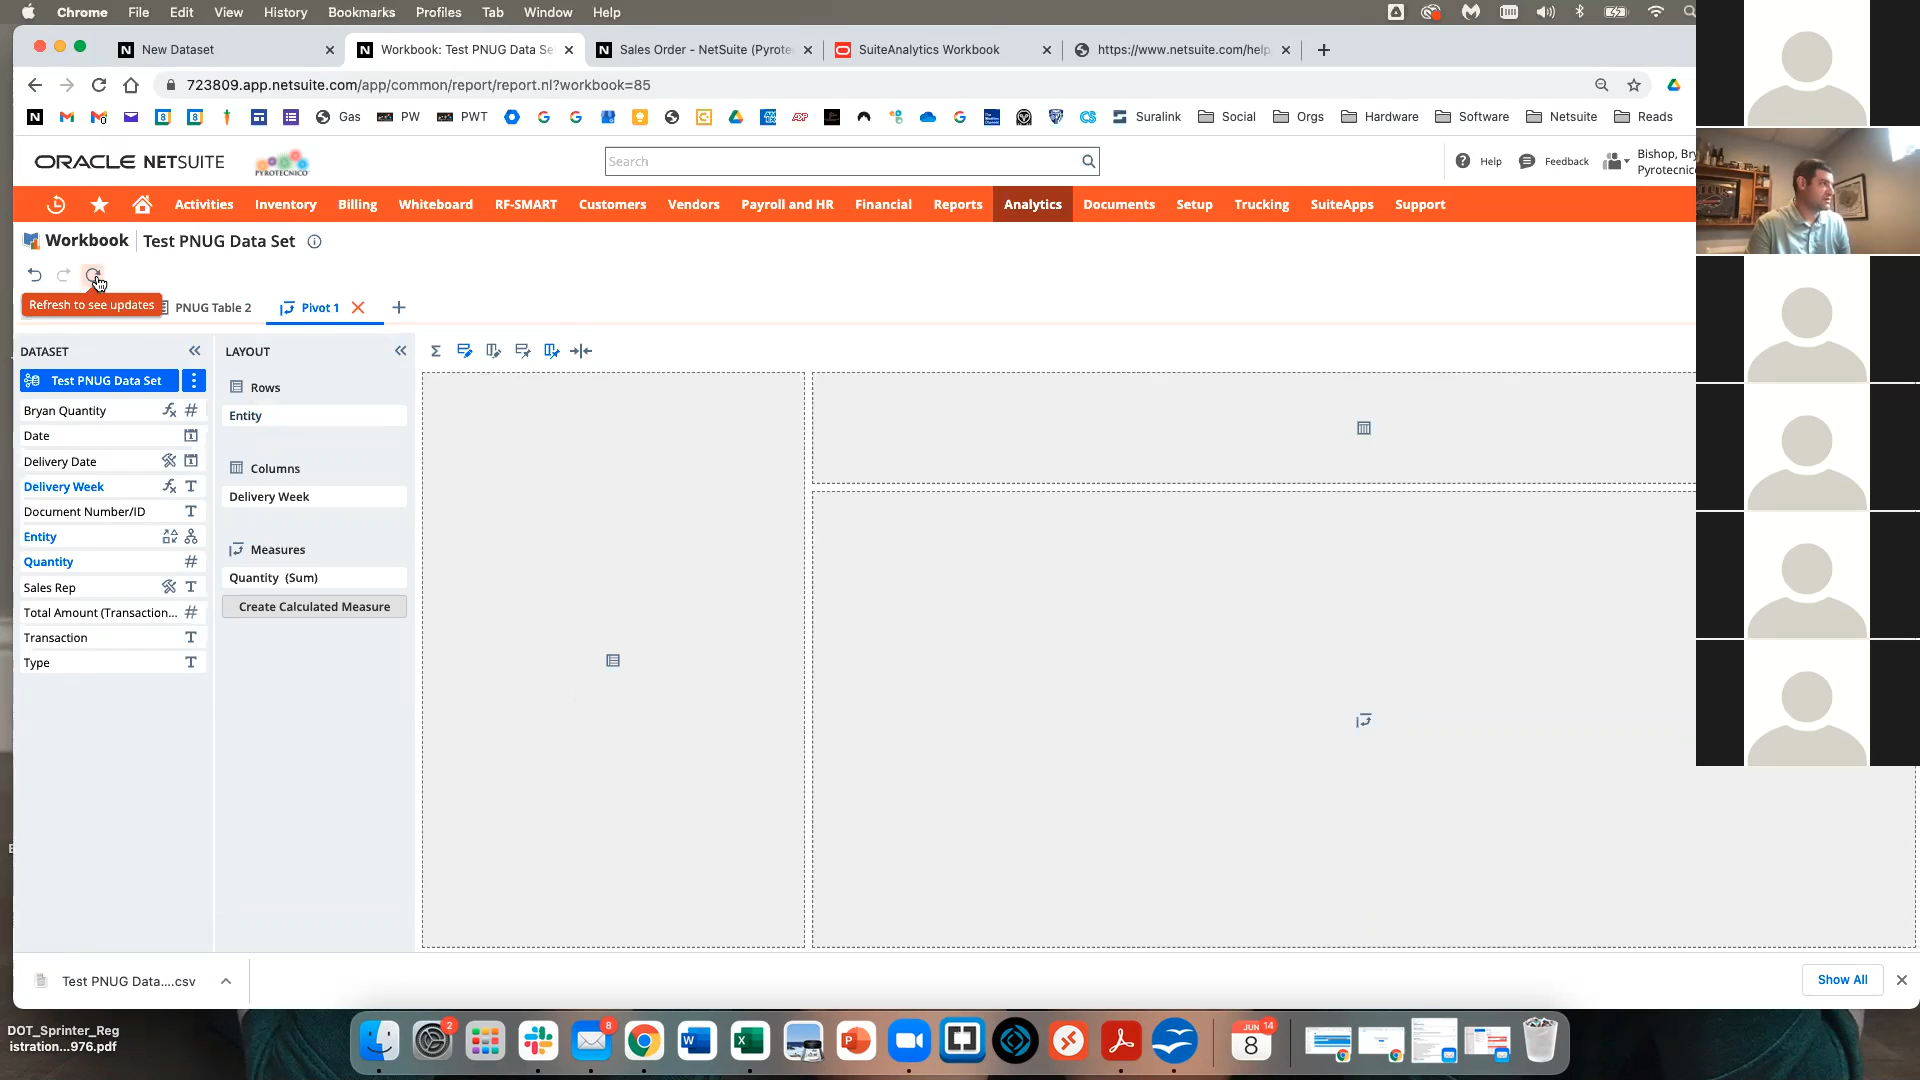 Chrome File Edit View History Bookmarks Profiles Tab Window Help
New Dataset
Workbook: Test PNUG Data Se
Sales Order - NetSuite (Pyrote
SuiteAnalytics Workbook
https://www.netsuite.com/help
723809.app.netsuite.com/app/common/report/report.nl?workbook=85
Gas PW PWT Suralink Social Orgs Hardware Software Netsuite Reads
ORACLE NETSUITE
PYROTECNICO
Search
Help
Feedback
Bishop, Bry
Pyrotecnic
Activities Inventory Billing Whiteboard RF-SMART Customers Vendors Payroll and HR Financial Reports Analytics Documents Setup Trucking SuiteApps Support
Workbook Test PNUG Data Set
Refresh to see updates
PNUG Table 2
Pivot 1
DATASET
Test PNUG Data Set
Bryan Quantity
Date
Delivery Date
Delivery Week
Document Number/ID
Entity
Quantity
Sales Rep
Total Amount (Transaction...
Transaction
Type
LAYOUT
Rows
Entity
Columns
Delivery Week
Measures
Quantity (Sum)
Create Calculated Measure
Test PNUG Data....csv
Show All
DOT_Sprinter_Reg
istration...976.pdf
2
8
JUN 14
8